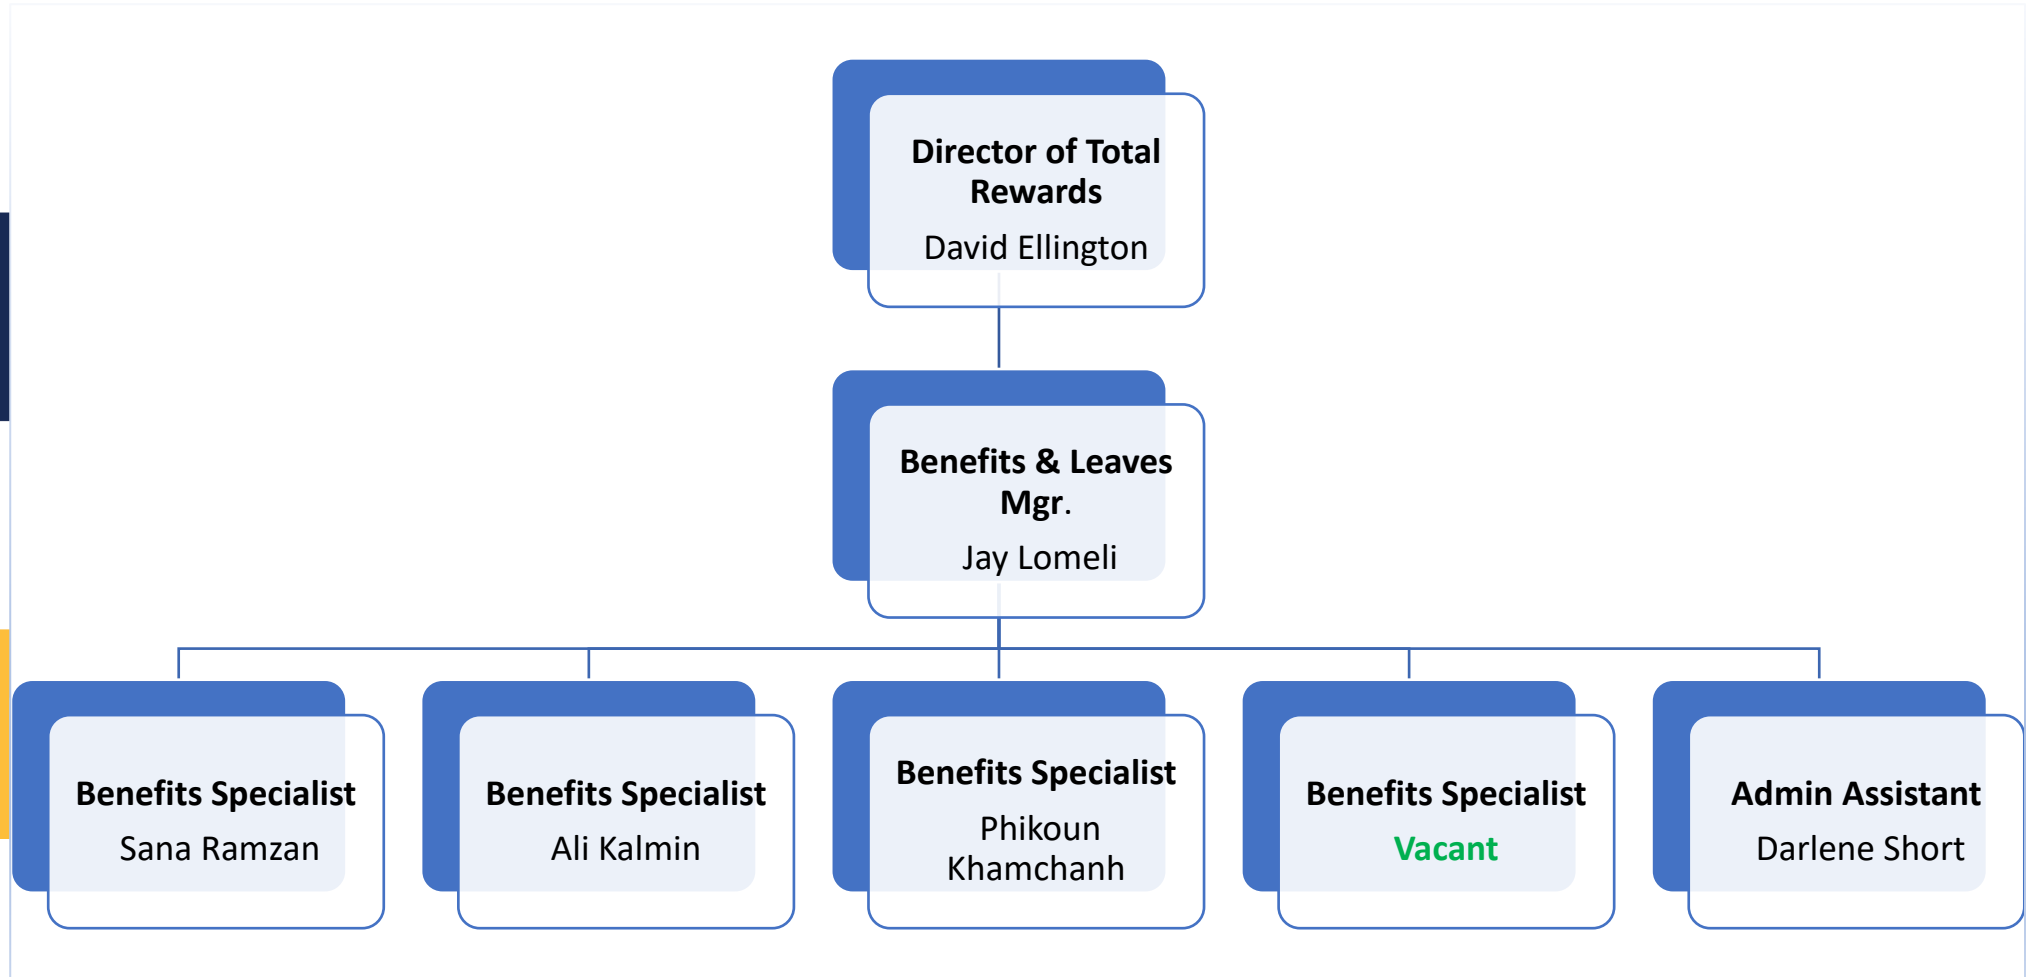 Director of Total
Rewards
David Ellington
Benefits & Leaves
Mgr.
Jay Lomeli
Benefits Specialist
Sana Ramzan
Benefits Specialist
Ali Kalmin
Benefits Specialist
Phikoun
Khamchanh
Benefits Specialist
Vacant
Admin Assistant
Darlene Short